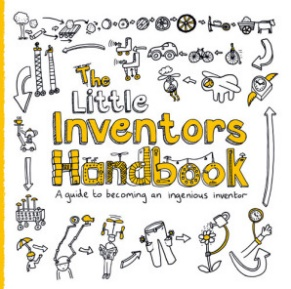 The
Little
Inventors
Handbook
A guide to becoming an ingenious inventor